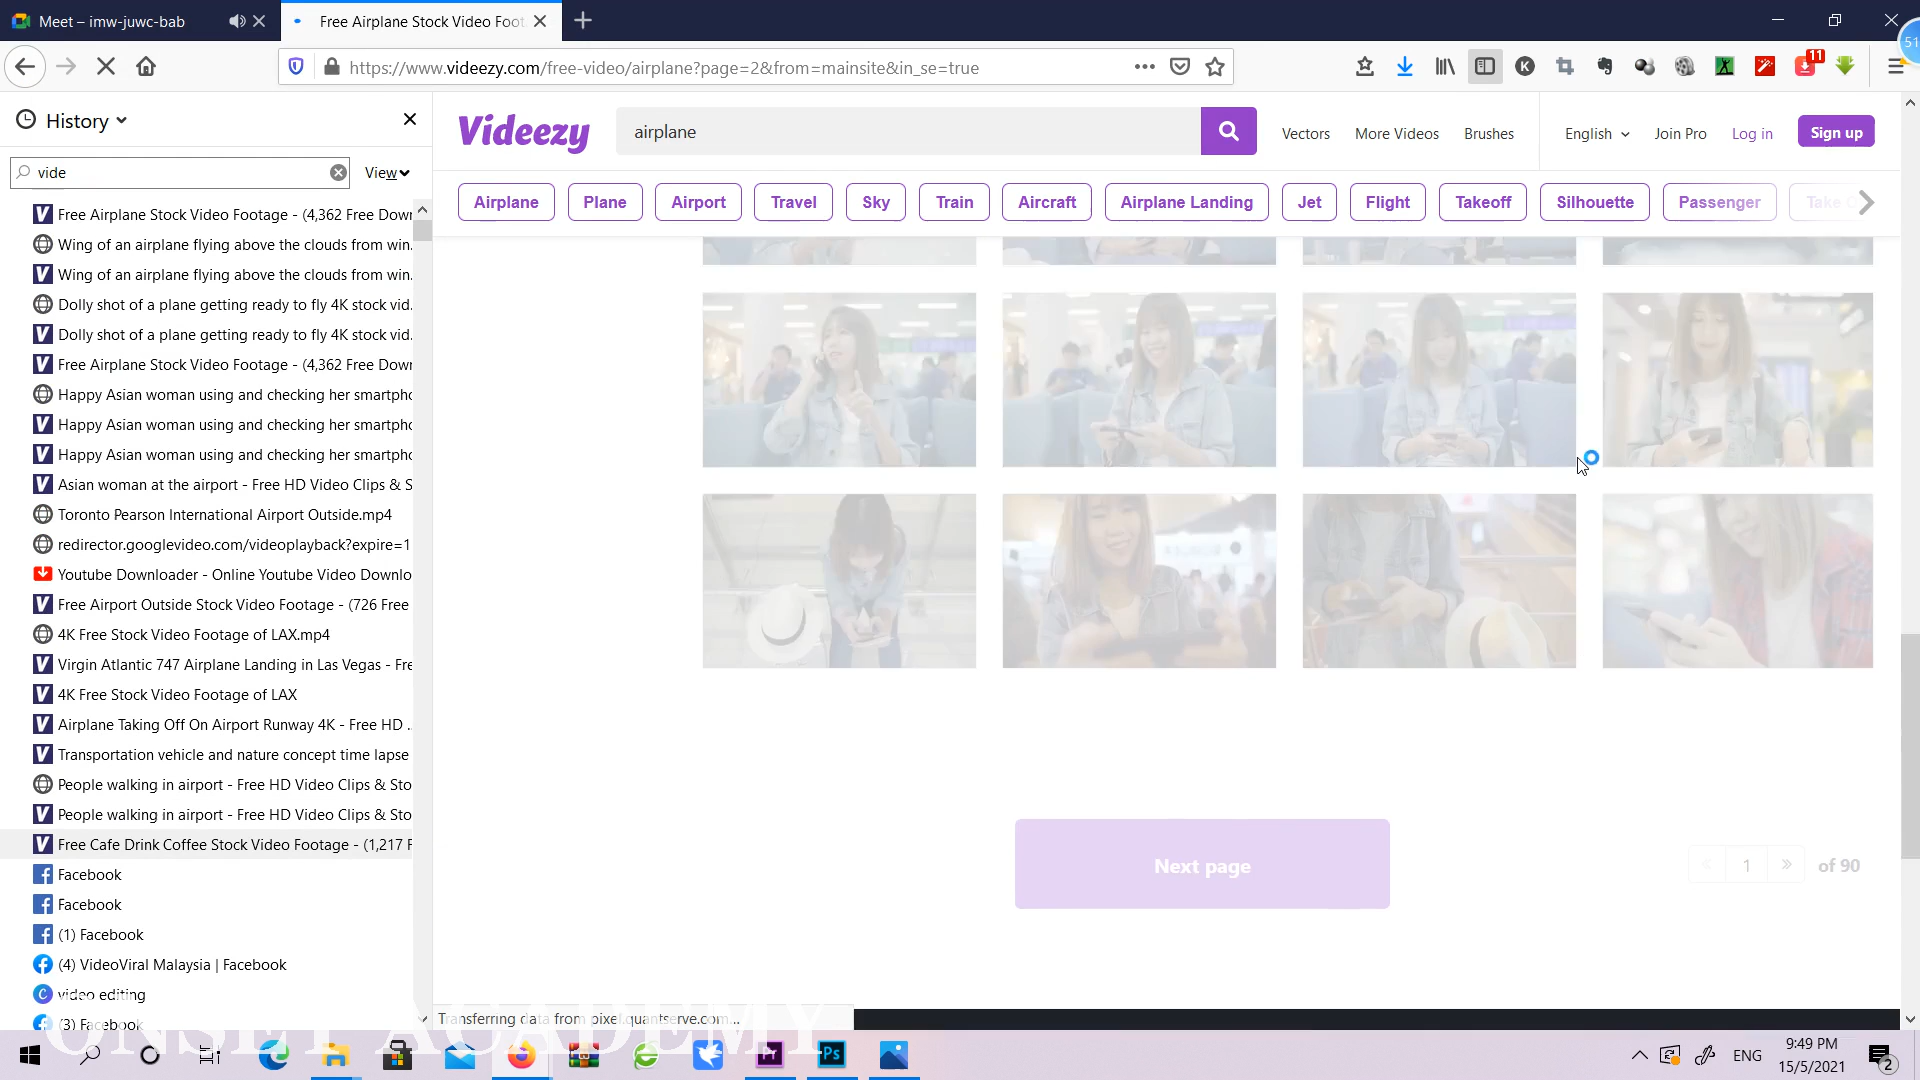 Meet – imw-juwc-bab
Free Airplane Stock Video Foot
51
https://www.videezy.com/free-video/airplane?page=2&from=mainsite&in_se=true
11
History
vide
View
Free Airplane Stock Video Footage - (4,362 Free Down
Wing of an airplane flying above the clouds from win.
Wing of an airplane flying above the clouds from win.
Dolly shot of a plane getting ready to fly 4K stock vid.
Dolly shot of a plane getting ready to fly 4K stock vid.
Free Airplane Stock Video Footage - (4,362 Free Down
Happy Asian woman using and checking her smartpho
Happy Asian woman using and checking her smartpho
Happy Asian woman using and checking her smartpho
Asian woman at the airport - Free HD Video Clips & S
Toronto Pearson International Airport Outside.mp4
redirector.googlevideo.com/videoplayback?expire=1
Youtube Downloader - Online Youtube Video Downlo
Free Airport Outside Stock Video Footage - (726 Free
4K Free Stock Video Footage of LAX.mp4
Virgin Atlantic 747 Airplane Landing in Las Vegas - Fre
4K Free Stock Video Footage of LAX
Airplane Taking Off On Airport Runway 4K - Free HD ..
Transportation vehicle and nature concept time lapse
People walking in airport - Free HD Video Clips & Sto
People walking in airport - Free HD Video Clips & Sto
Free Cafe Drink Coffee Stock Video Footage - (1,217 F
Facebook
Facebook
(1) Facebook
(4) VideoViral Malaysia | Facebook
video editing
(3) Facebook
Videezy
airplane
Vectors More Videos Brushes English Join Pro Log in Sign up
Airplane Plane Airport Travel Sky Train Aircraft Airplane Landing Jet Flight Takeoff Silhouette Passenger Take O
Next page
« 1 » of 90
Transferring data from pixel.quantserve.com...
ONSET ACADEMY
Pr
Ps
ENG
9:49 PM
15/5/2021
2